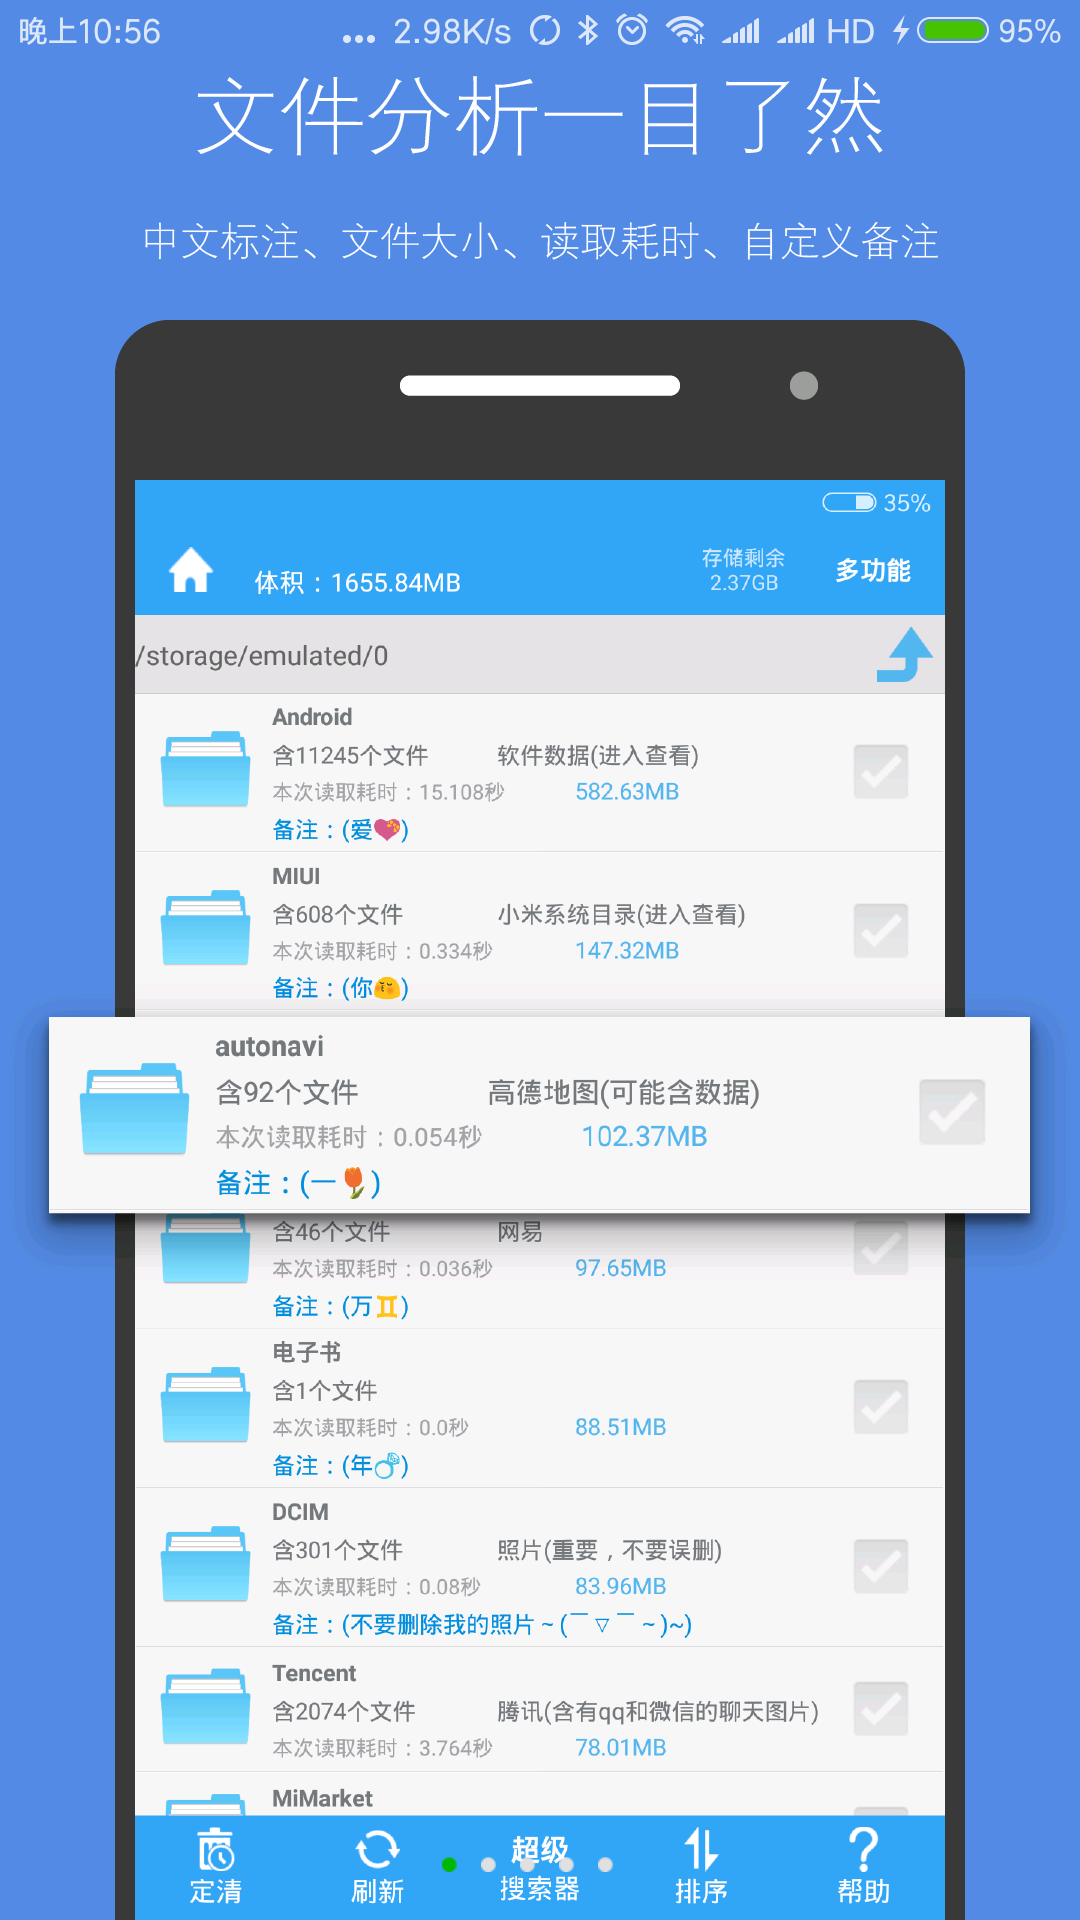 晚上10:56 ... 2.98K/s HD 95%
文件分析一目了然
中文标注、文件大小、读取耗时、自定义备注
35%
体积：1655.84MB 存储剩余 多功能
2.37GB
/storage/emulated/0
Android
含11245个文件 软件数据(进入查看)
本次读取耗时：15.108秒 582.63MB
备注：(爱💝)
MIUI
含608个文件 小米系统目录(进入查看)
本次读取耗时：0.334秒 147.32MB
备注：(你😚)
autonavi
含92个文件 高德地图(可能含数据)
本次读取耗时：0.054秒 102.37MB
备注：(一🌷)
含46个文件 网易
本次读取耗时：0.036秒 97.65MB
备注：(万♊)
电子书
含1个文件
本次读取耗时：0.0秒 88.51MB
备注：(年💍)
DCIM
含301个文件 照片(重要，不要误删)
本次读取耗时：0.08秒 83.96MB
备注：(不要删除我的照片～(￣▽￣～)~)
Tencent
含2074个文件 腾讯(含有qq和微信的聊天图片)
本次读取耗时：3.764秒 78.01MB
MiMarket
定清 刷新 超级 搜索器 排序 帮助